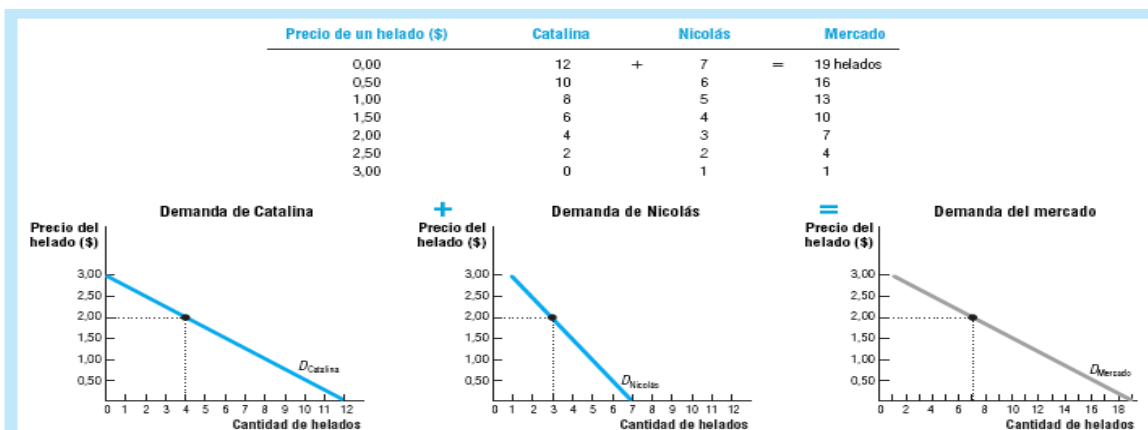 Precio de un helado ($) Catalina Nicolás Mercado
0,00 12 + 7 = 19 helados
0,50 10 6 16
1,00 8 5 13
1,50 6 4 10
2,00 4 3 7
2,50 2 2 4
3,00 0 1 1
Demanda de Catalina + Demanda de Nicolás = Demanda del mercado
Precio del
helado ($)
3,00
2,50
2,00
1,50
1,00
0,50
D Catalina
0 1 2 3 4 5 6 7 8 9 10 11 12
Cantidad de helados
Precio del
helado ($)
3,00
2,50
2,00
1,50
1,00
0,50
D Nicolás
0 1 2 3 4 5 6 7 8 9 10 11 12
Cantidad de helados
Precio del
helado ($)
3,00
2,50
2,00
1,50
1,00
0,50
D Mercado
0 2 4 6 8 10 12 14 16 18
Cantidad de helados